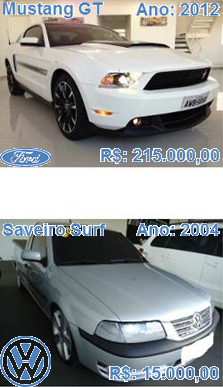 Mustang GT Ano: 2012
Ford
R$: 215.000,00
Saveiro Surf Ano: 2004
R$: 15.000,00